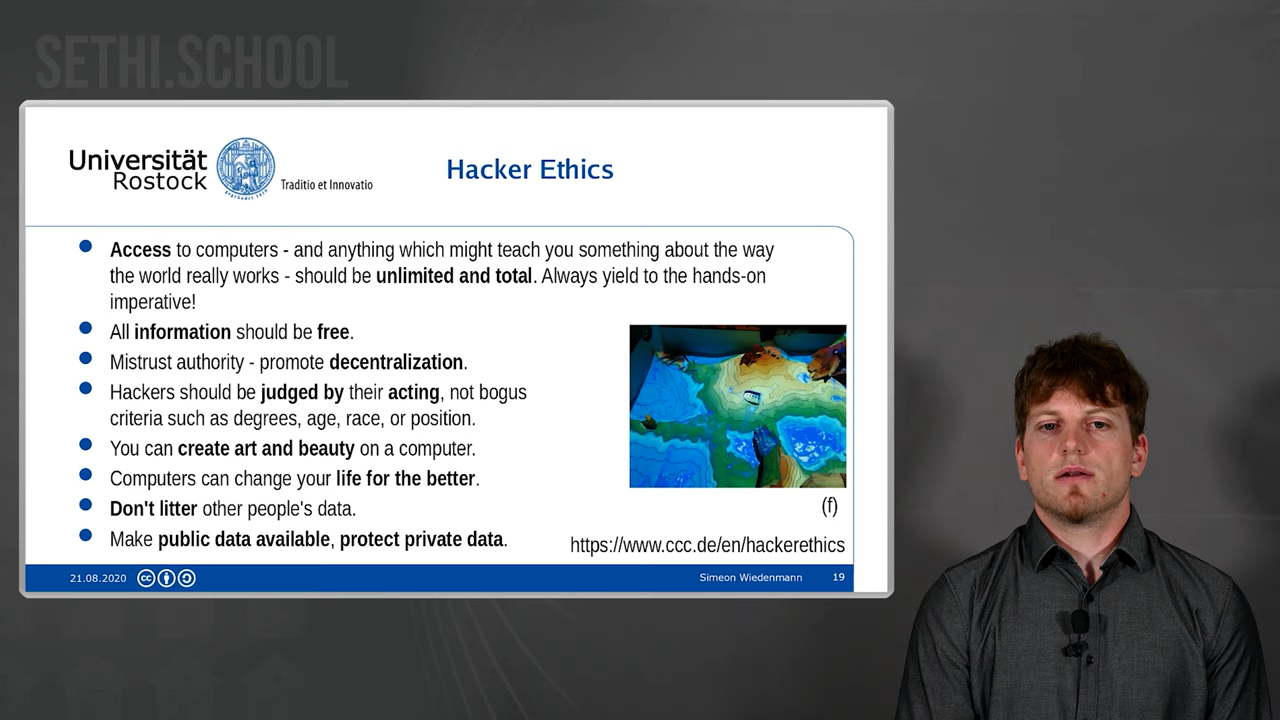 SETHI.SCHOOL
Universität
Rostock
Traditio et Innovatio
Hacker Ethics
Access to computers - and anything which might teach you something about the way
the world really works - should be unlimited and total. Always yield to the hands-on
imperative!
All information should be free.
Mistrust authority - promote decentralization.
Hackers should be judged by their acting, not bogus
criteria such as degrees, age, race, or position.
You can create art and beauty on a computer.
Computers can change your life for the better.
Don't litter other people's data.
Make public data available, protect private data.
(f)
https://www.ccc.de/en/hackerethics
21.08.2020
cc
Simeon Wiedenmann
19